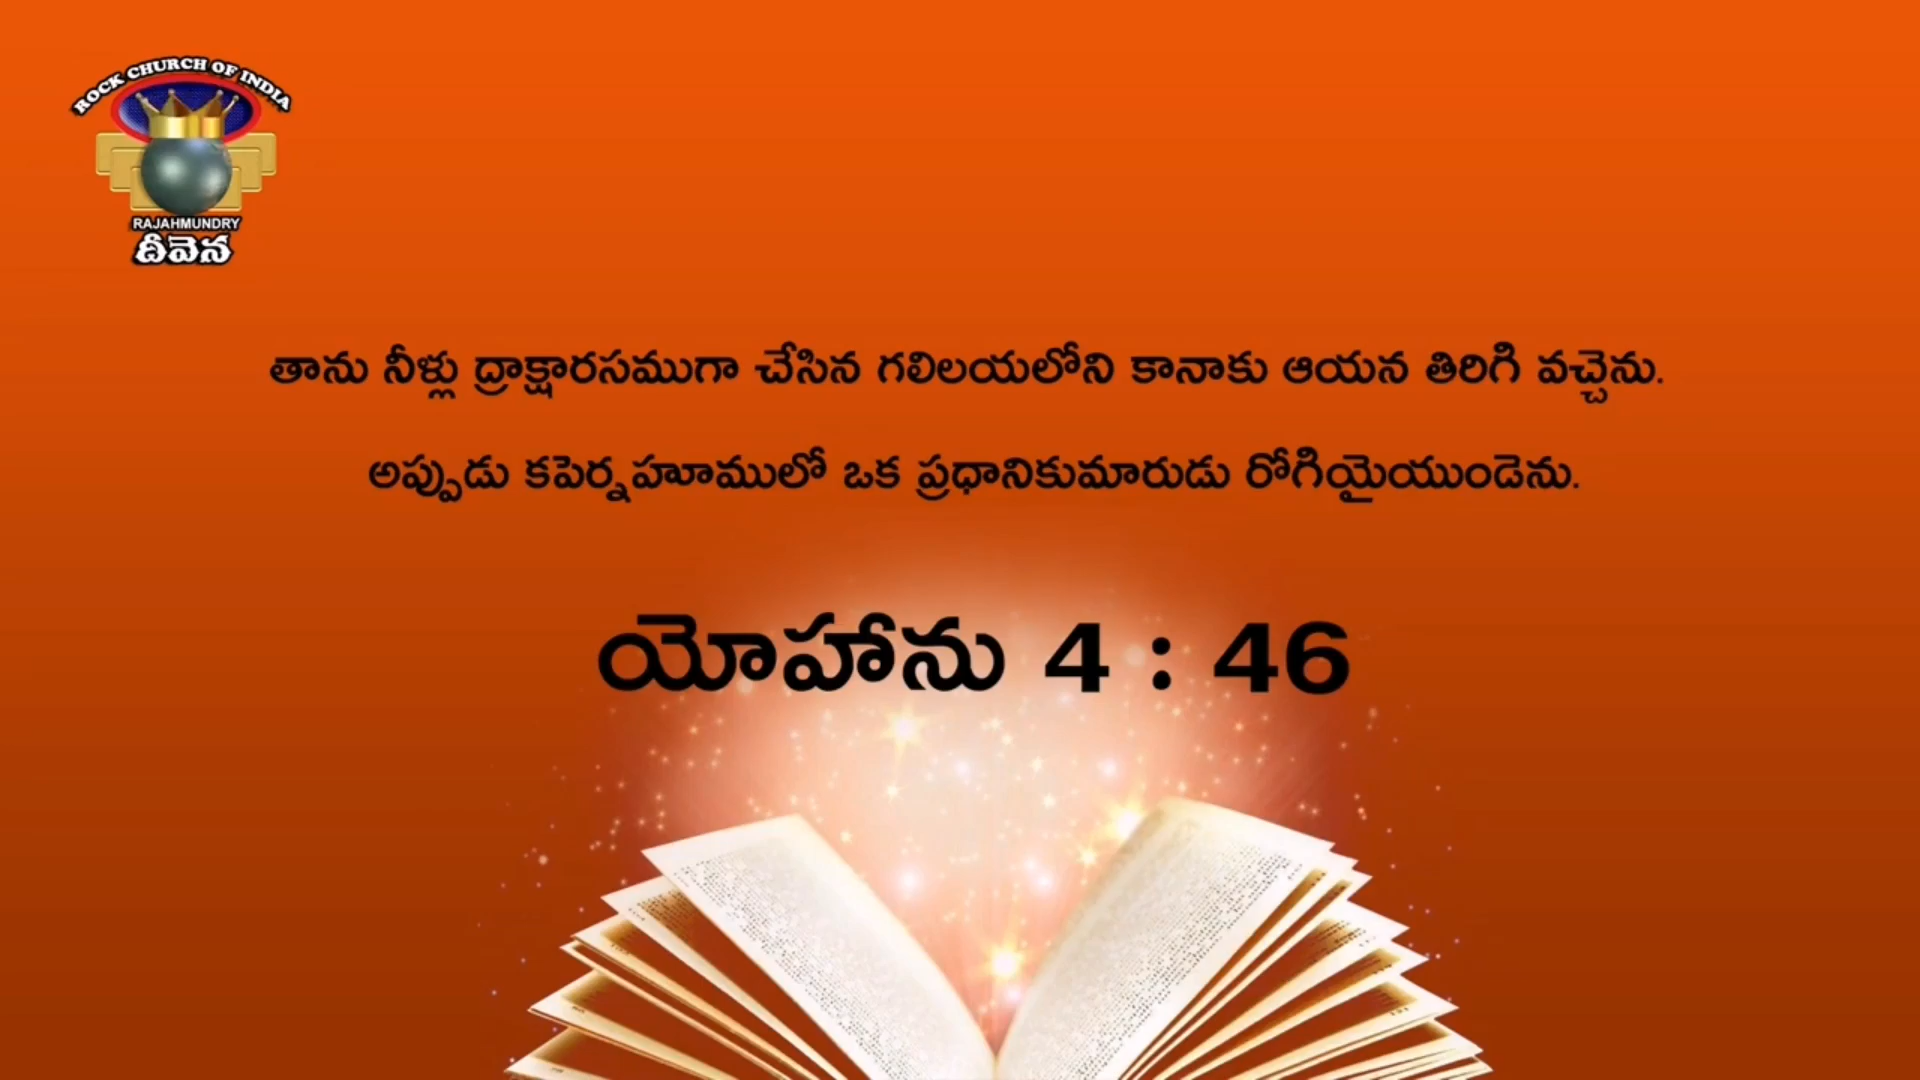 ROCK CHURCH OF INDIA
RAJAHMUNDRY
దీవెన
తాను నీళ్లు ద్రాక్షారసముగా చేసిన గలిలయలోని కానాకు ఆయన తిరిగి వచ్చెను.
అప్పుడు కపెర్నహూములో ఒక ప్రధానికుమారుడు రోగియైయుండెను.
యోహాను 4 : 46